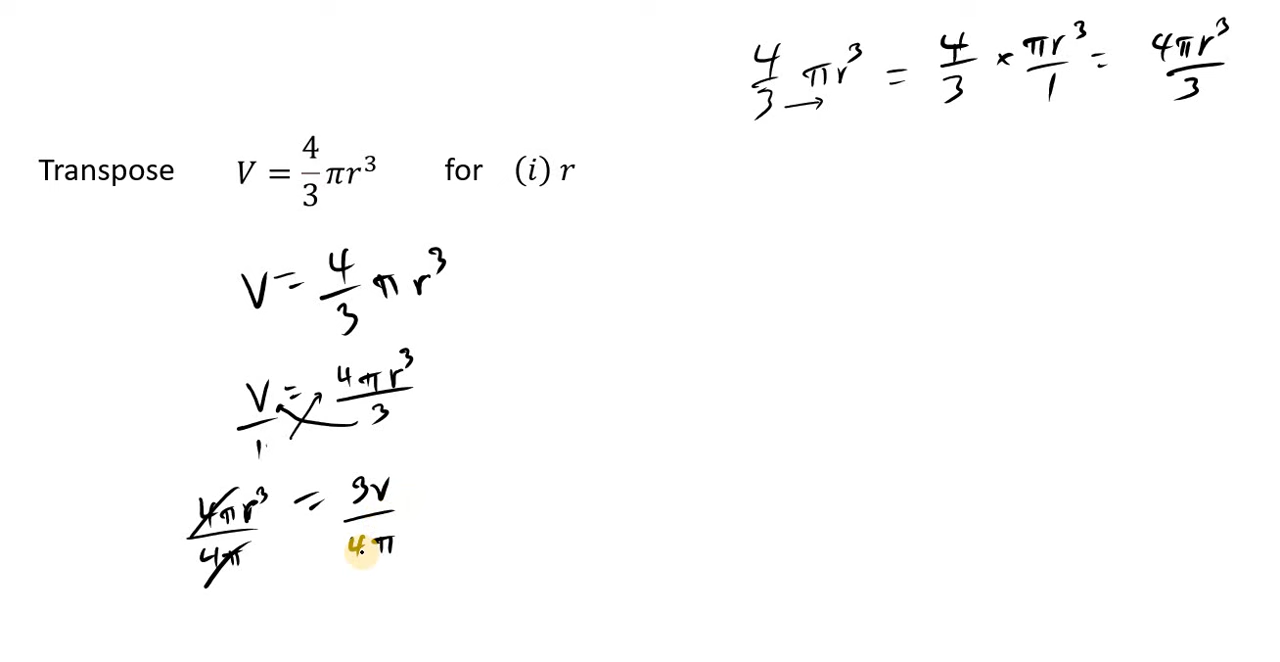 4/3 πr³ = 4/3 × πr³/1 = 4πr³/3
Transpose V = 4/3 πr³ for (i) r
V = 4/3 π r³
V/1 = 4πr³/3
4πr³/4π = 3V/4π